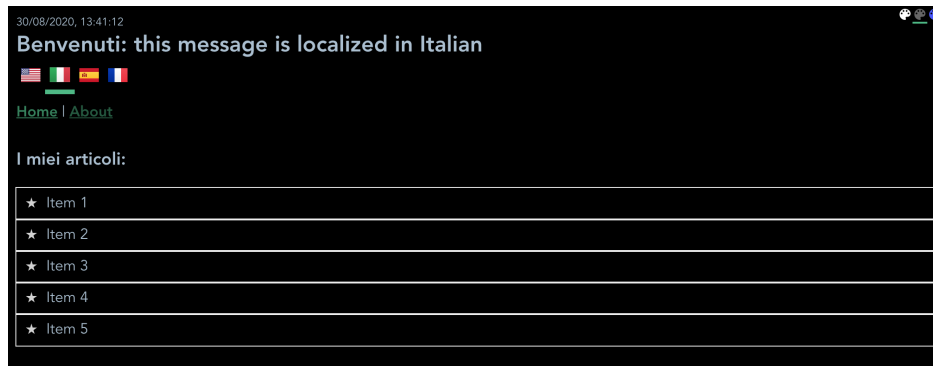 30/08/2020, 13:41:12
Benvenuti: this message is localized in Italian
Home | About
I miei articoli:
★ Item 1
★ Item 2
★ Item 3
★ Item 4
★ Item 5